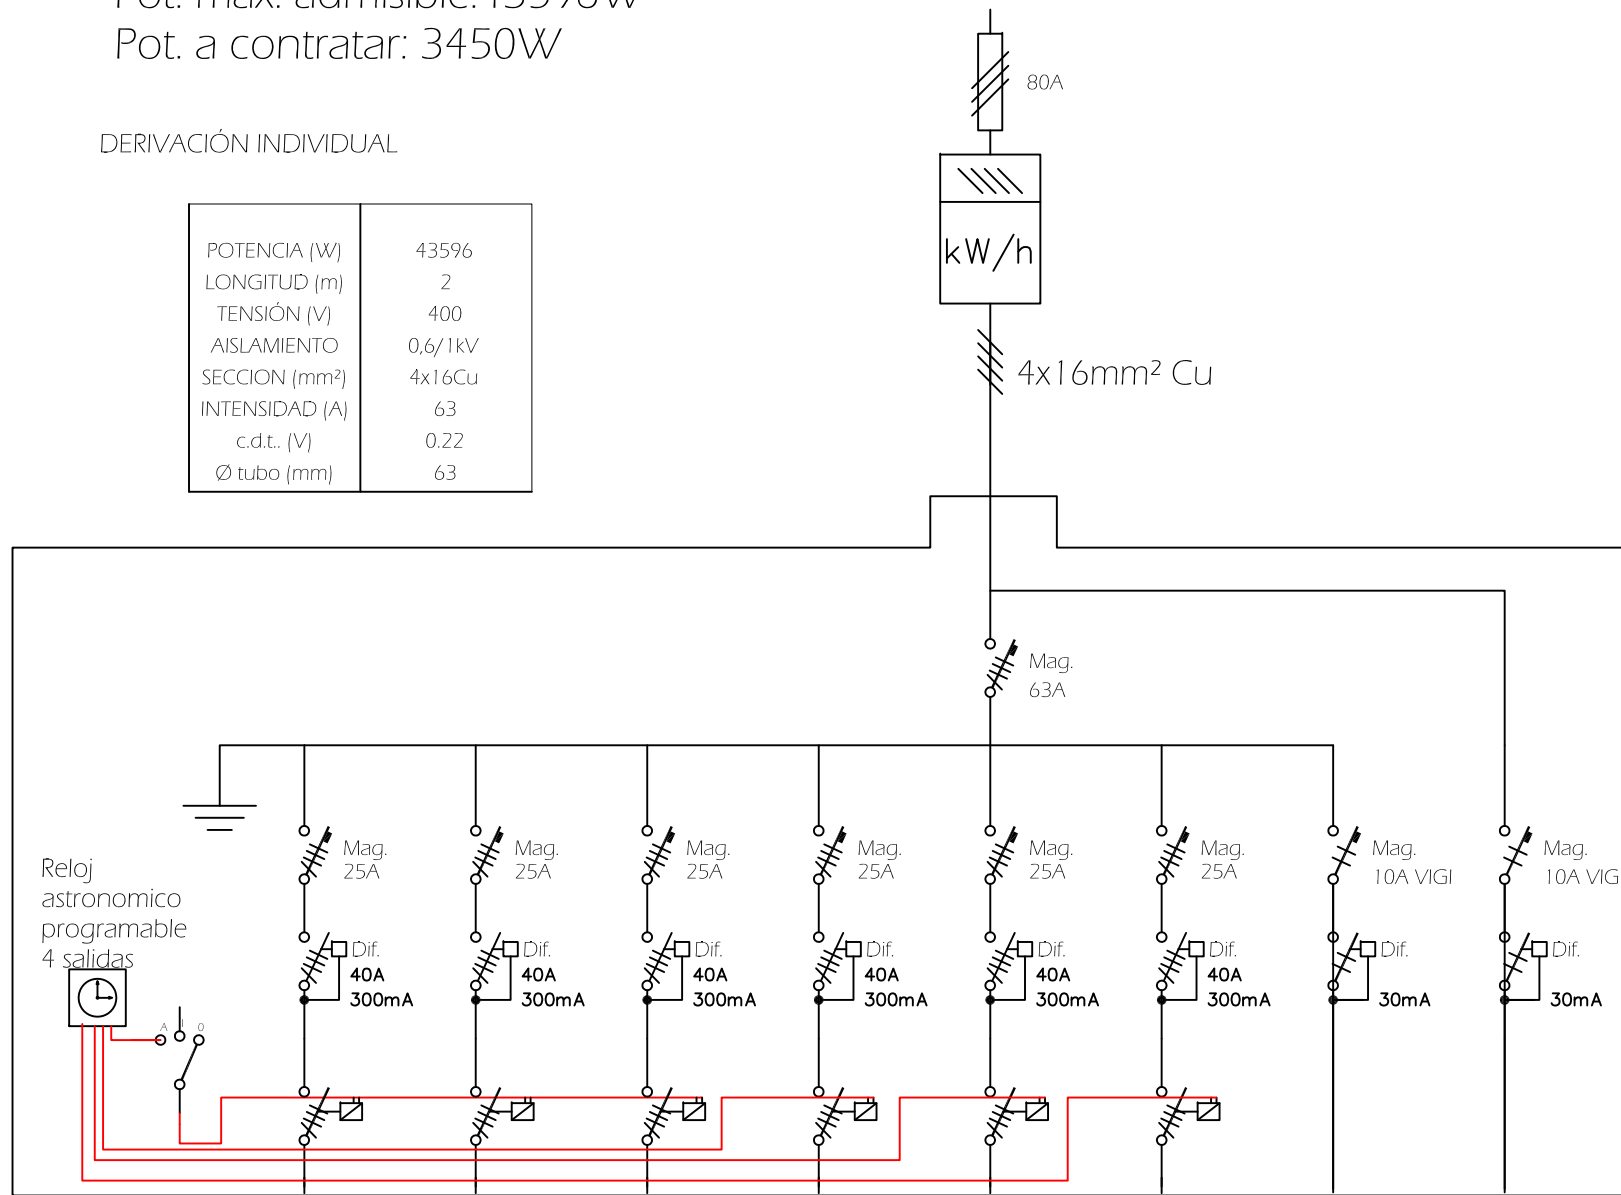 Pot. max. admisible: 43596W
Pot. a contratar: 3450W
80A
DERIVACIÓN INDIVIDUAL
kW/h
POTENCIA (W) 43596
LONGITUD (m) 2
TENSIÓN (V) 400
AISLAMIENTO 0,6/1kV
SECCION (mm²) 4x16Cu
INTENSIDAD (A) 63
c.d.t.. (V) 0.22
Ø tubo (mm) 63
4x16mm² Cu
Mag.
63A
Mag. Mag. Mag. Mag. Mag. Mag. Mag. Mag.
25A 25A 25A 25A 25A 25A 10A VIGI 10A VIG
Reloj
astronomico
programable
4 salidas
Dif. Dif. Dif. Dif. Dif. Dif. Dif. Dif.
40A 40A 40A 40A 40A 40A
300mA 300mA 300mA 300mA 300mA 300mA 30mA 30mA
A I 0